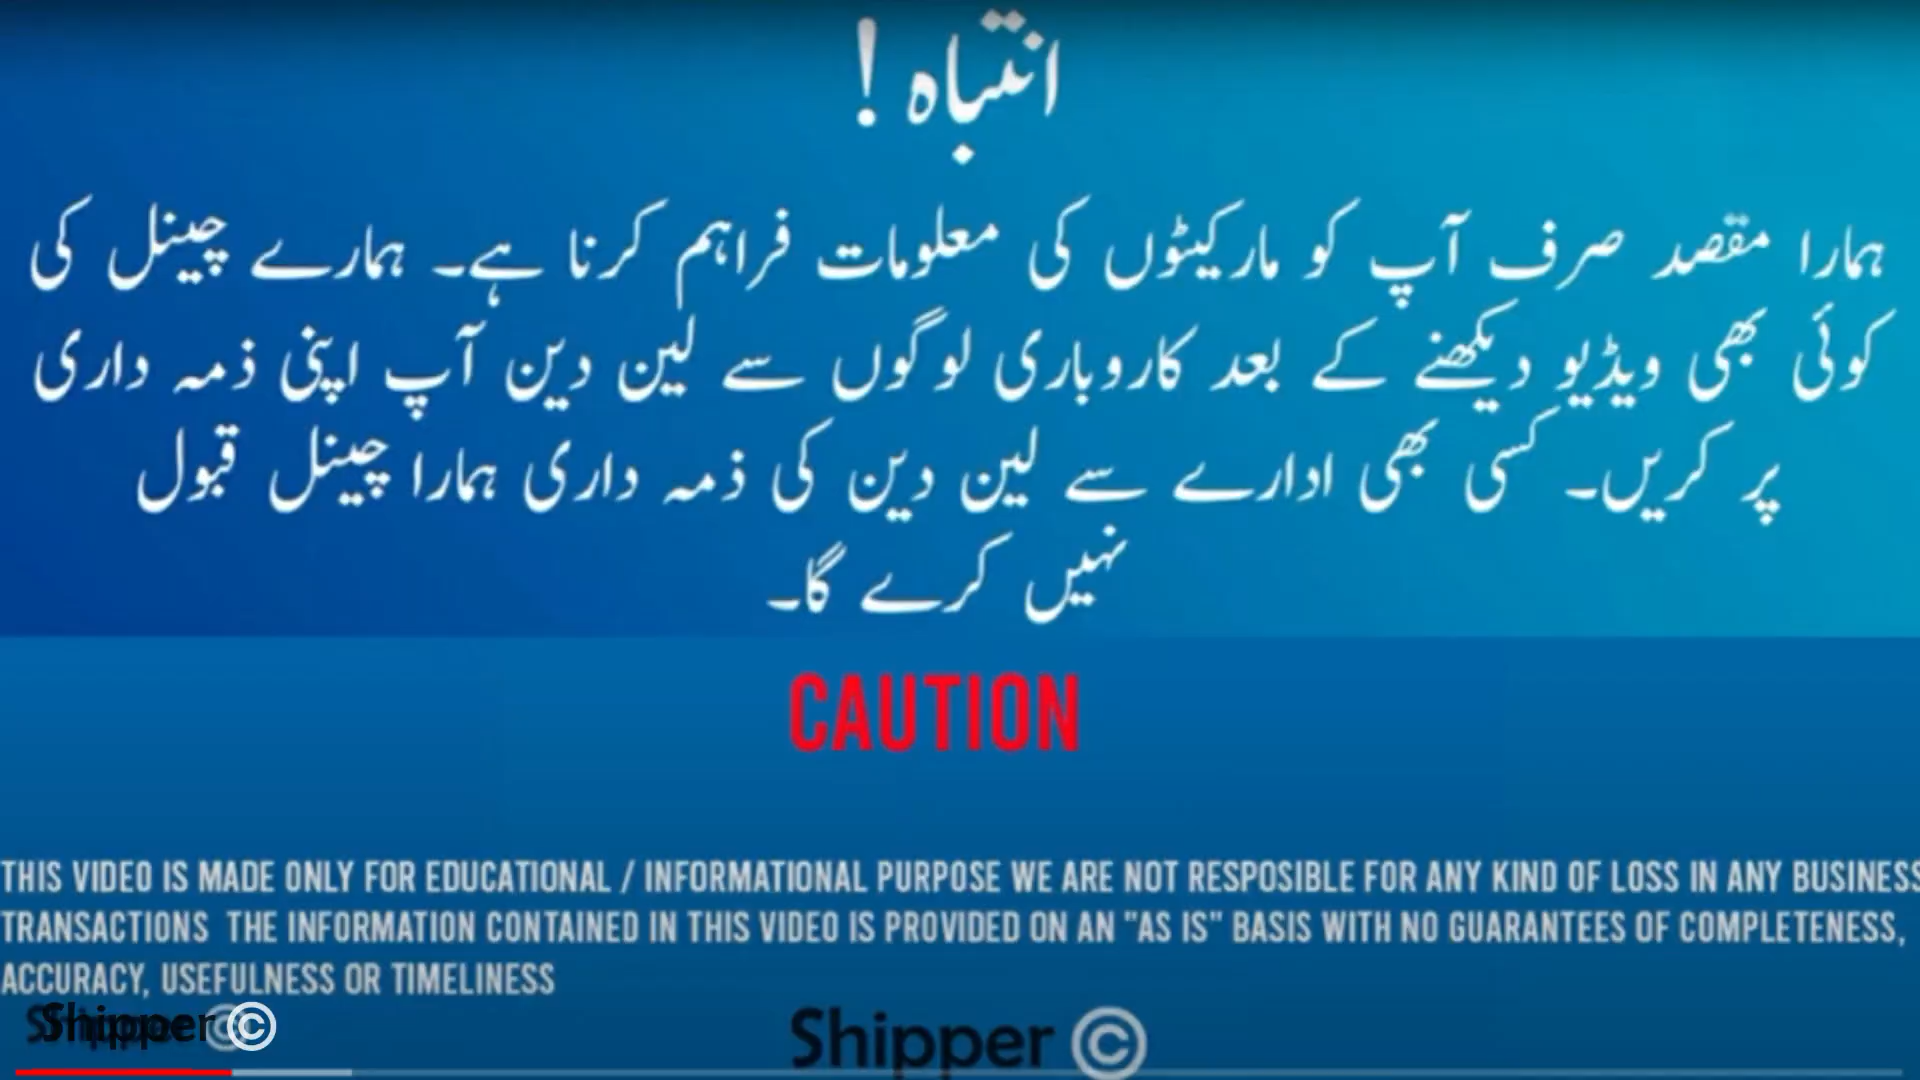 انتباہ !
ہمارا مقصد صرف آپ کو مارکیٹوں کی معلومات فراہم کرنا ہے۔ ہمارے چینل کی
کوئی بھی ویڈیو دیکھنے کے بعد کاروباری لوگوں سے لین دین آپ اپنی ذمہ داری
پر کریں۔ کسی بھی ادارے سے لین دین کی ذمہ داری ہمارا چینل قبول
نہیں کرے گا۔
CAUTION
THIS VIDEO IS MADE ONLY FOR EDUCATIONAL / INFORMATIONAL PURPOSE WE ARE NOT RESPOSIBLE FOR ANY KIND OF LOSS IN ANY BUSINESS
TRANSACTIONS THE INFORMATION CONTAINED IN THIS VIDEO IS PROVIDED ON AN "AS IS" BASIS WITH NO GUARANTEES OF COMPLETENESS,
ACCURACY, USEFULNESS OR TIMELINESS
Shipper ©
Shipper ©